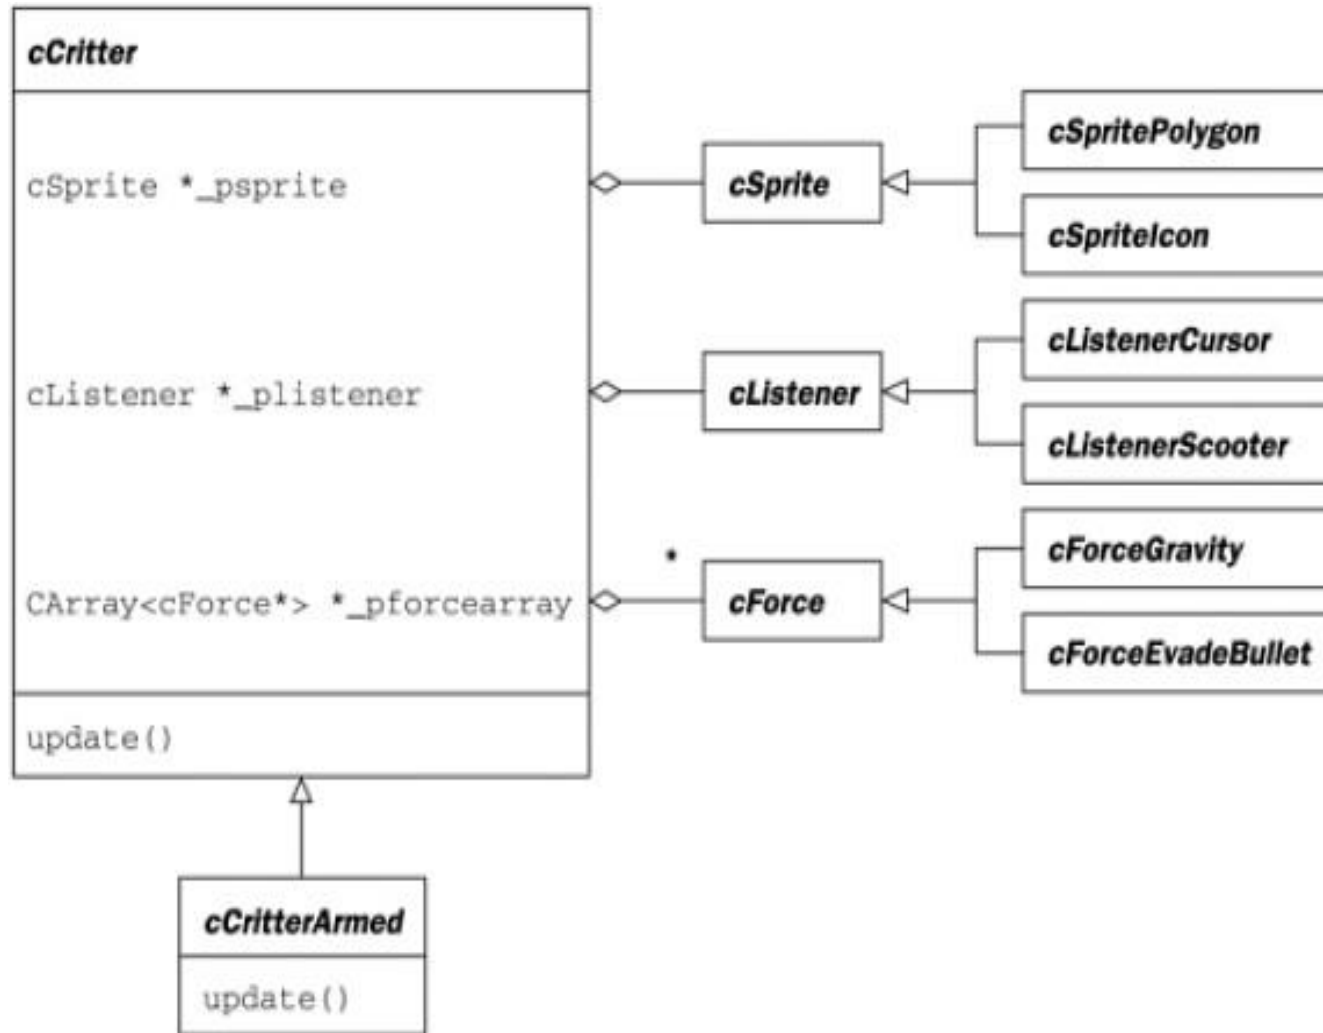 cCritter
cSprite *_psprite
cListener *_plistener
CArray<cForce*> *_pforcearray
update()
cCritterArmed
update()
cSprite
cListener
*
cForce
cSpritePolygon
cSpriteIcon
cListenerCursor
cListenerScooter
cForceGravity
cForceEvadeBullet